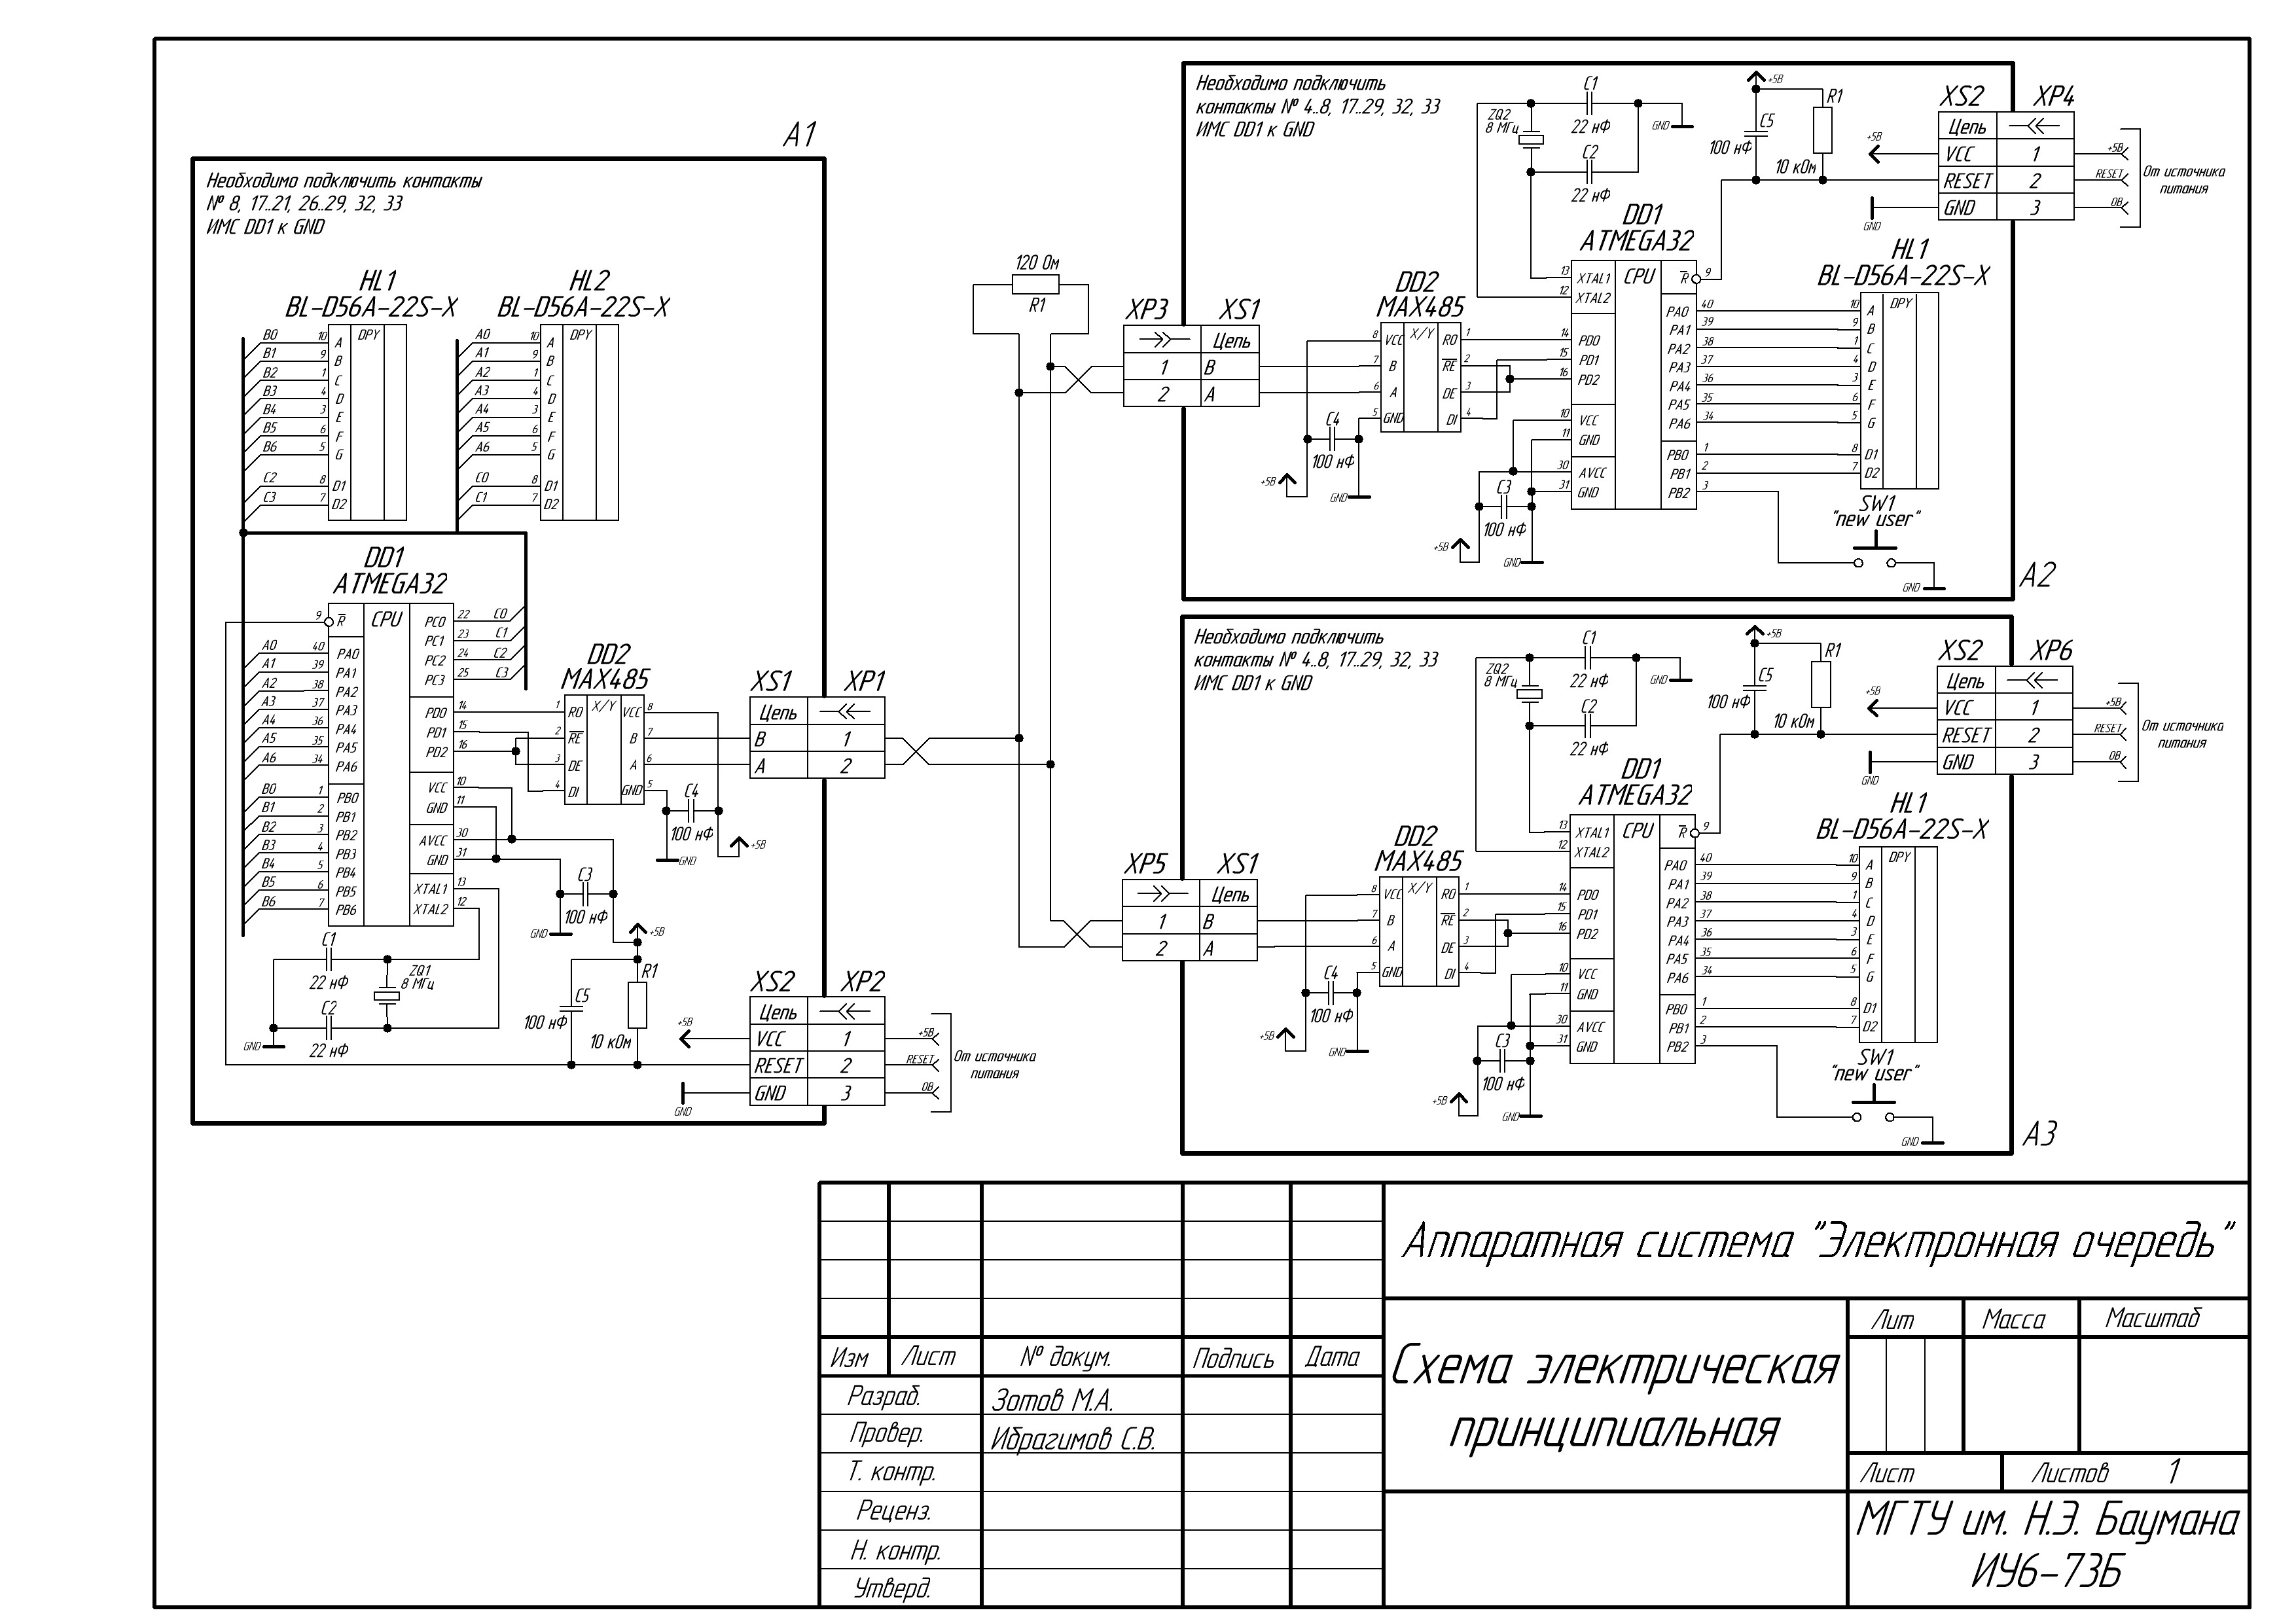 A1
Необходимо подключить контакты
№ 8, 17..21, 26..29, 32, 33
ИМС DD1 к GND
HL1
BL-D56A-22S-X
B0 10 A DPY
B1 9 B
B2 1 C
B3 4 D
B4 3 E
B5 6 F
B6 5 G
C2 8 D1
C3 7 D2
HL2
BL-D56A-22S-X
A0 10 A DPY
A1 9 B
A2 1 C
A3 4 D
A4 3 E
A5 6 F
A6 5 G
C0 8 D1
C1 7 D2
DD1
ATMEGA32
9 R CPU PC0 22 C0
PC1 23 C1
A0 40 PA0 PC2 24 C2
A1 39 PA1 PC3 25 C3
A2 38 PA2
A3 37 PA3 PD0 14
A4 36 PA4 PD1 15
A5 35 PA5 PD2 16
A6 34 PA6
B0 1 PB0 VCC 10
B1 2 PB1 GND 11
B2 3 PB2 AVCC 30
B3 4 PB3 GND 31
B4 5 PB4
B5 6 PB5 XTAL1 13
B6 7 PB6 XTAL2 12
DD2
MAX485
1 RO X/Y VCC 8
2 RE B 7
3 DE A 6
4 DI GND 5
C4
100 нФ
GND
+5В
C3
100 нФ
GND
+5В
C1
22 нФ
C2
22 нФ
ZQ1
8 МГц
GND
C5
100 нФ
R1
10 кОм
XS1 XP1
Цепь
B 1
A 2
XS2 XP2
Цепь
+5В VCC 1 +5В
RESET 2 RESET
GND GND 3 0В
От источника
питания
120 Ом
R1
Необходимо подключить
контакты № 4..8, 17..29, 32, 33
ИМС DD1 к GND
C1
22 нФ
C2
22 нФ
ZQ2
8 МГц
GND
+5В
C5
100 нФ
R1
10 кОм
XS2 XP4
Цепь
+5В VCC 1 +5В
RESET 2 RESET
GND GND 3 0В
От источника
питания
XP3 XS1
Цепь
1 B
2 A
DD2
MAX485
8 VCC X/Y RO 1
7 B RE 2
6 A DE 3
5 GND DI 4
C4
100 нФ
+5В
GND
DD1
ATMEGA32
13 XTAL1 CPU R 9
12 XTAL2
PA0 40
14 PD0 PA1 39
15 PD1 PA2 38
16 PD2 PA3 37
PA4 36
10 VCC PA5 35
11 GND PA6 34
30 AVCC PB0 1
31 GND PB1 2
PB2 3
C3
100 нФ
+5В
GND
HL1
BL-D56A-22S-X
10 A DPY
9 B
1 C
4 D
3 E
6 F
5 G
8 D1
7 D2
SW1
"new user"
GND
A2
Необходимо подключить
контакты № 4..8, 17..29, 32, 33
ИМС DD1 к GND
C1
22 нФ
C2
22 нФ
ZQ2
8 МГц
GND
+5В
C5
100 нФ
R1
10 кОм
XS2 XP6
Цепь
+5В VCC 1 +5В
RESET 2 RESET
GND GND 3 0В
От источника
питания
XP5 XS1
Цепь
1 B
2 A
DD2
MAX485
8 VCC X/Y RO 1
7 B RE 2
6 A DE 3
5 GND DI 4
C4
100 нФ
+5В
GND
DD1
ATMEGA32
13 XTAL1 CPU R 9
12 XTAL2
PA0 40
14 PD0 PA1 39
15 PD1 PA2 38
16 PD2 PA3 37
PA4 36
10 VCC PA5 35
11 GND PA6 34
30 AVCC PB0 1
31 GND PB1 2
PB2 3
C3
100 нФ
+5В
GND
HL1
BL-D56A-22S-X
10 A DPY
9 B
1 C
4 D
3 E
6 F
5 G
8 D1
7 D2
SW1
"new user"
GND
A3
Аппаратная система "Электронная очередь"
Схема электрическая
принципиальная
Лит Масса Масштаб
Лист Листов 1
МГТУ им. Н.Э. Баумана
ИУ6-73Б
Изм Лист № докум. Подпись Дата
Разраб. Зотов М.А.
Провер. Ибрагимов С.В.
Т. контр.
Реценз.
Н. контр.
Утверд.